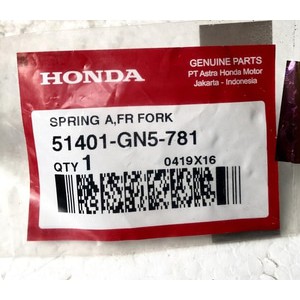 HONDA
GENUINE PARTS
PT Astra Honda Motor
Jakarta - Indonesia
SPRING A,FR FORK
51401-GN5-781
QTY 1 0419X16